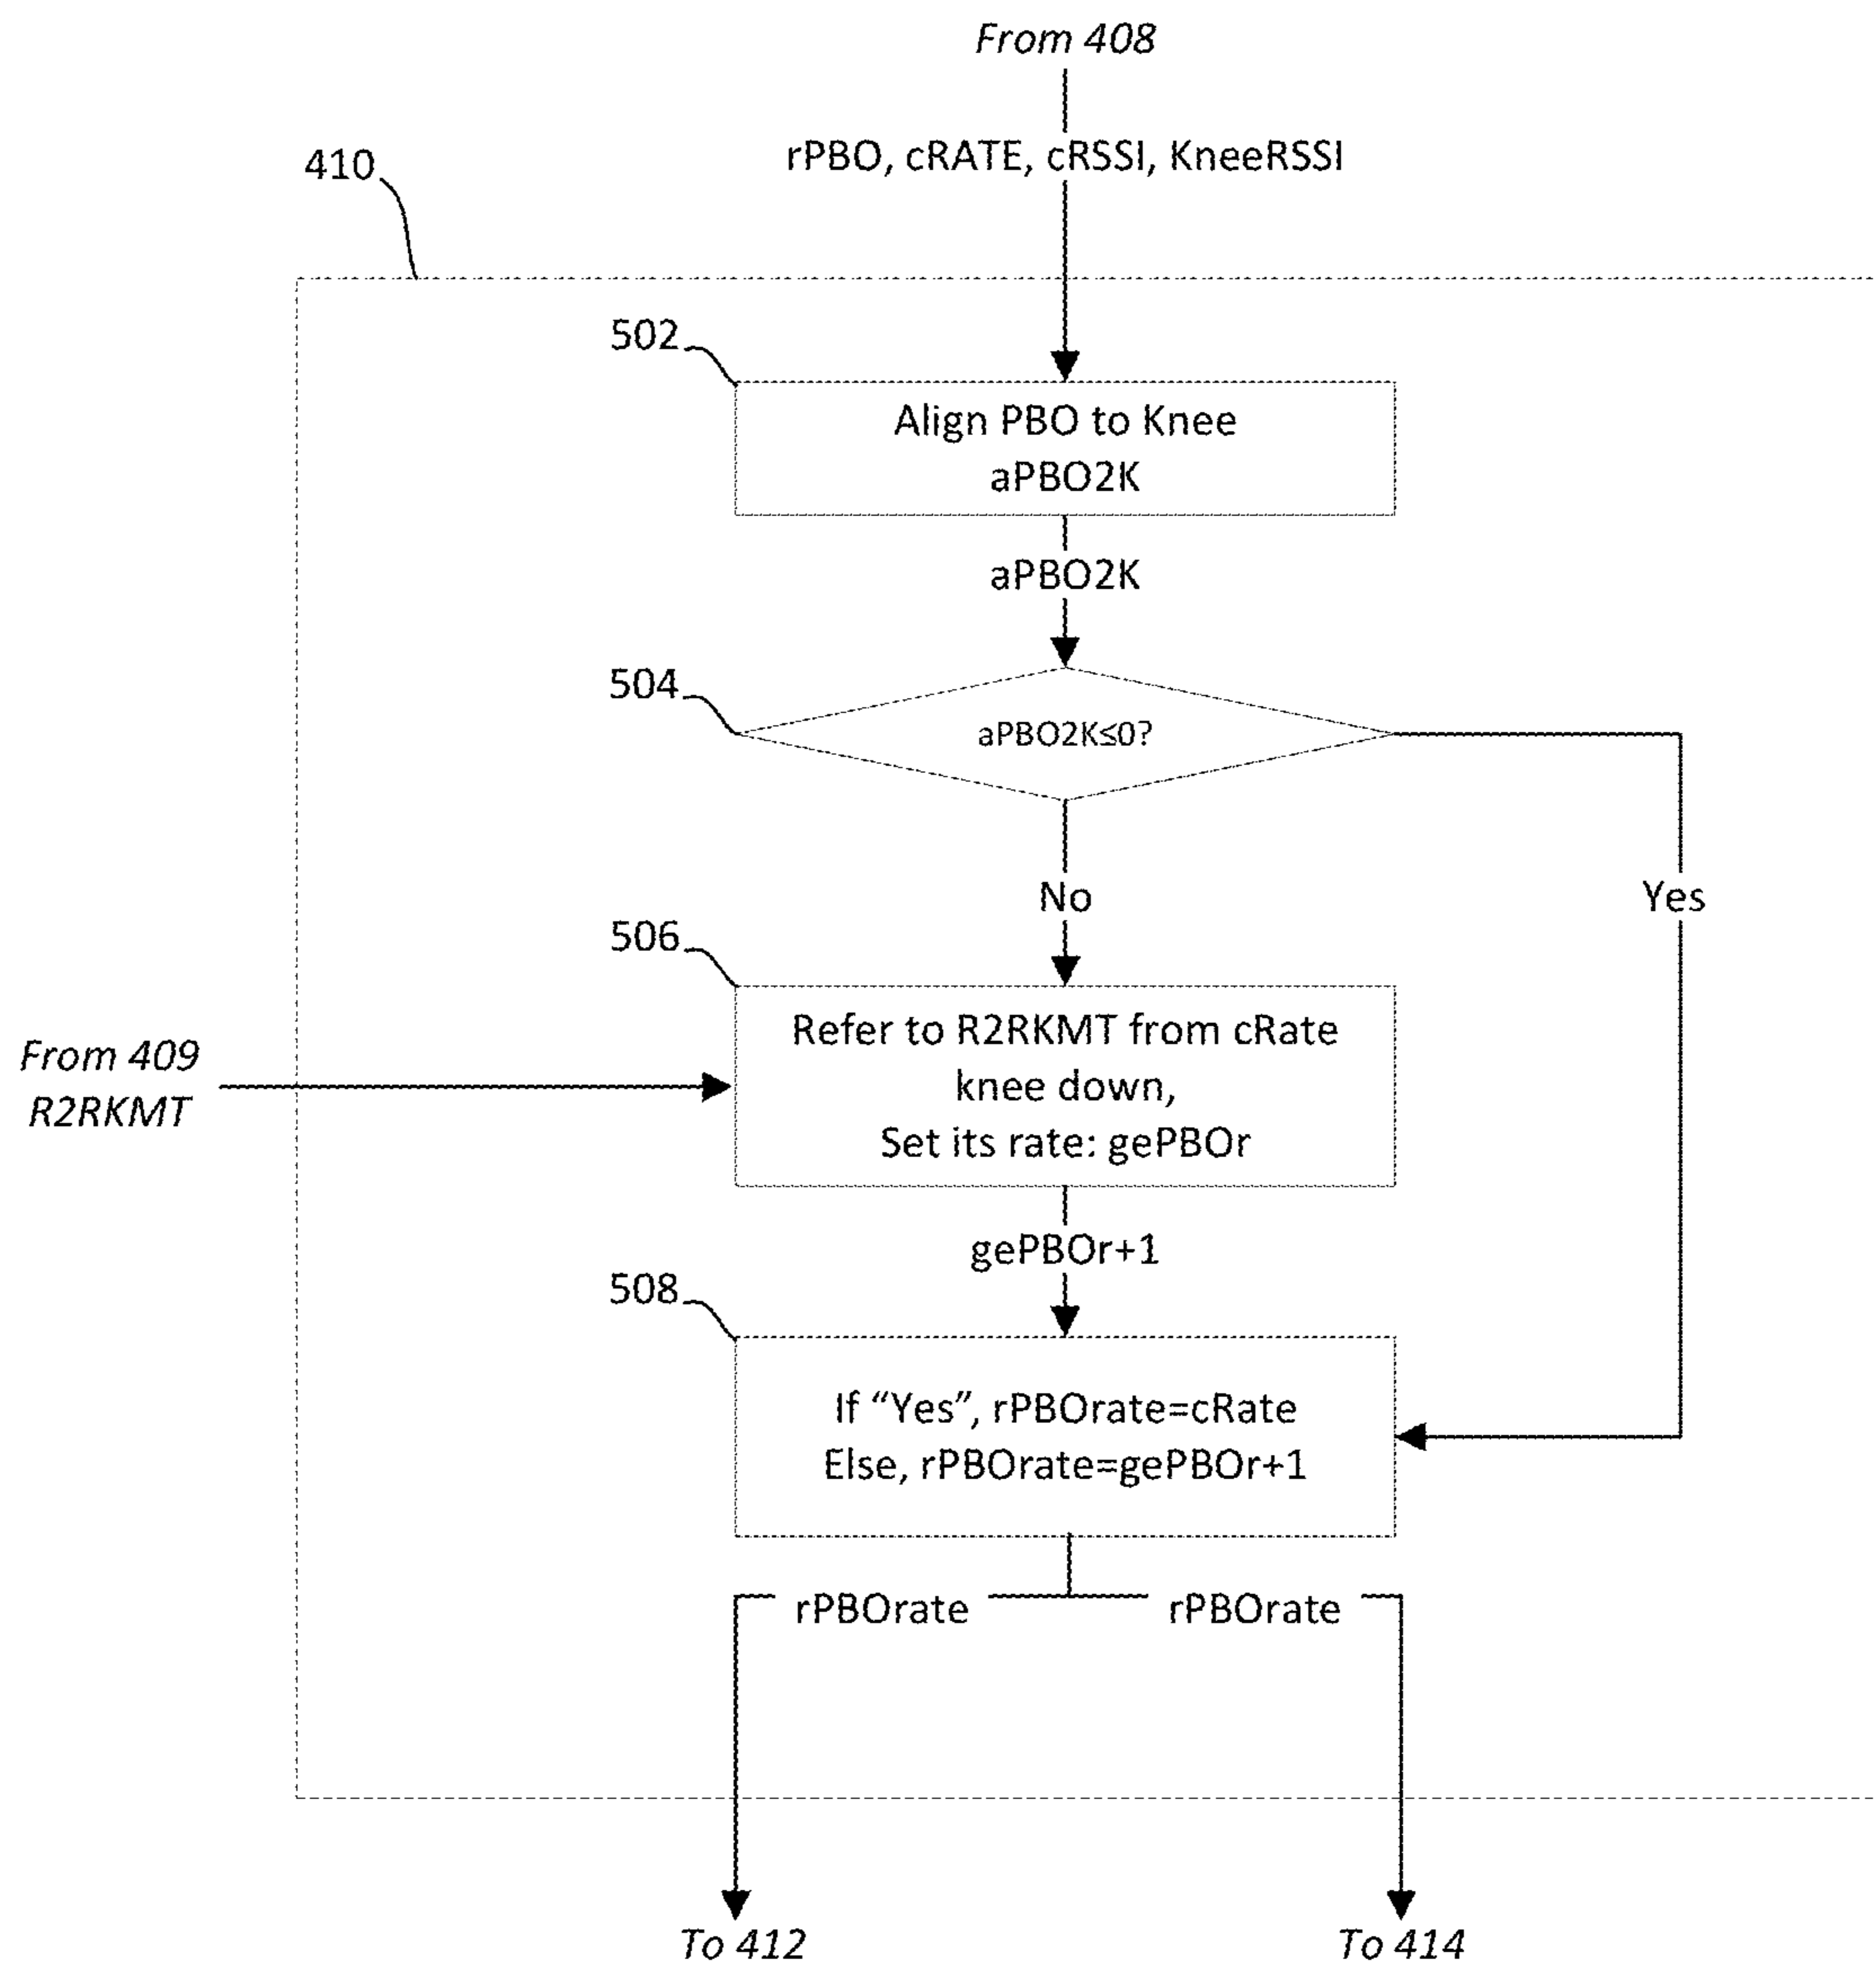 From 408
rPBO, cRATE, cRSSI, KneeRSSI
410
502
Align PBO to Knee
aPBO2K
aPBO2K
504
aPBO2K≤0?
No
Yes
506
Refer to R2RKMT from cRate
knee down,
Set its rate: gePBOr
From 409
R2RKMT
gePBOr+1
508
If “Yes”, rPBOrate=cRate
Else, rPBOrate=gePBOr+1
rPBOrate
rPBOrate
To 412
To 414